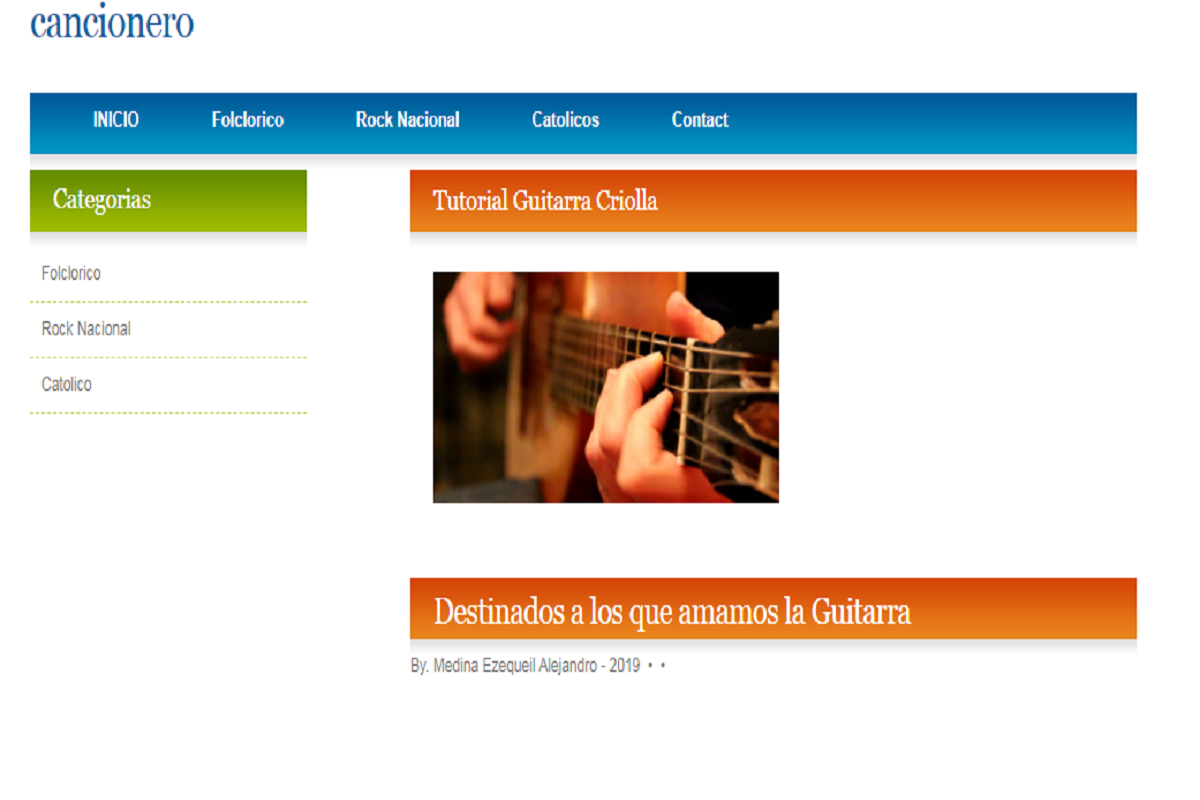 cancionero
INICIO Folclorico Rock Nacional Catolicos Contact
Categorias
Folclorico
Rock Nacional
Catolico
Tutorial Guitarra Criolla
Destinados a los que amamos la Guitarra
By. Medina Ezequeil Alejandro - 2019 • •